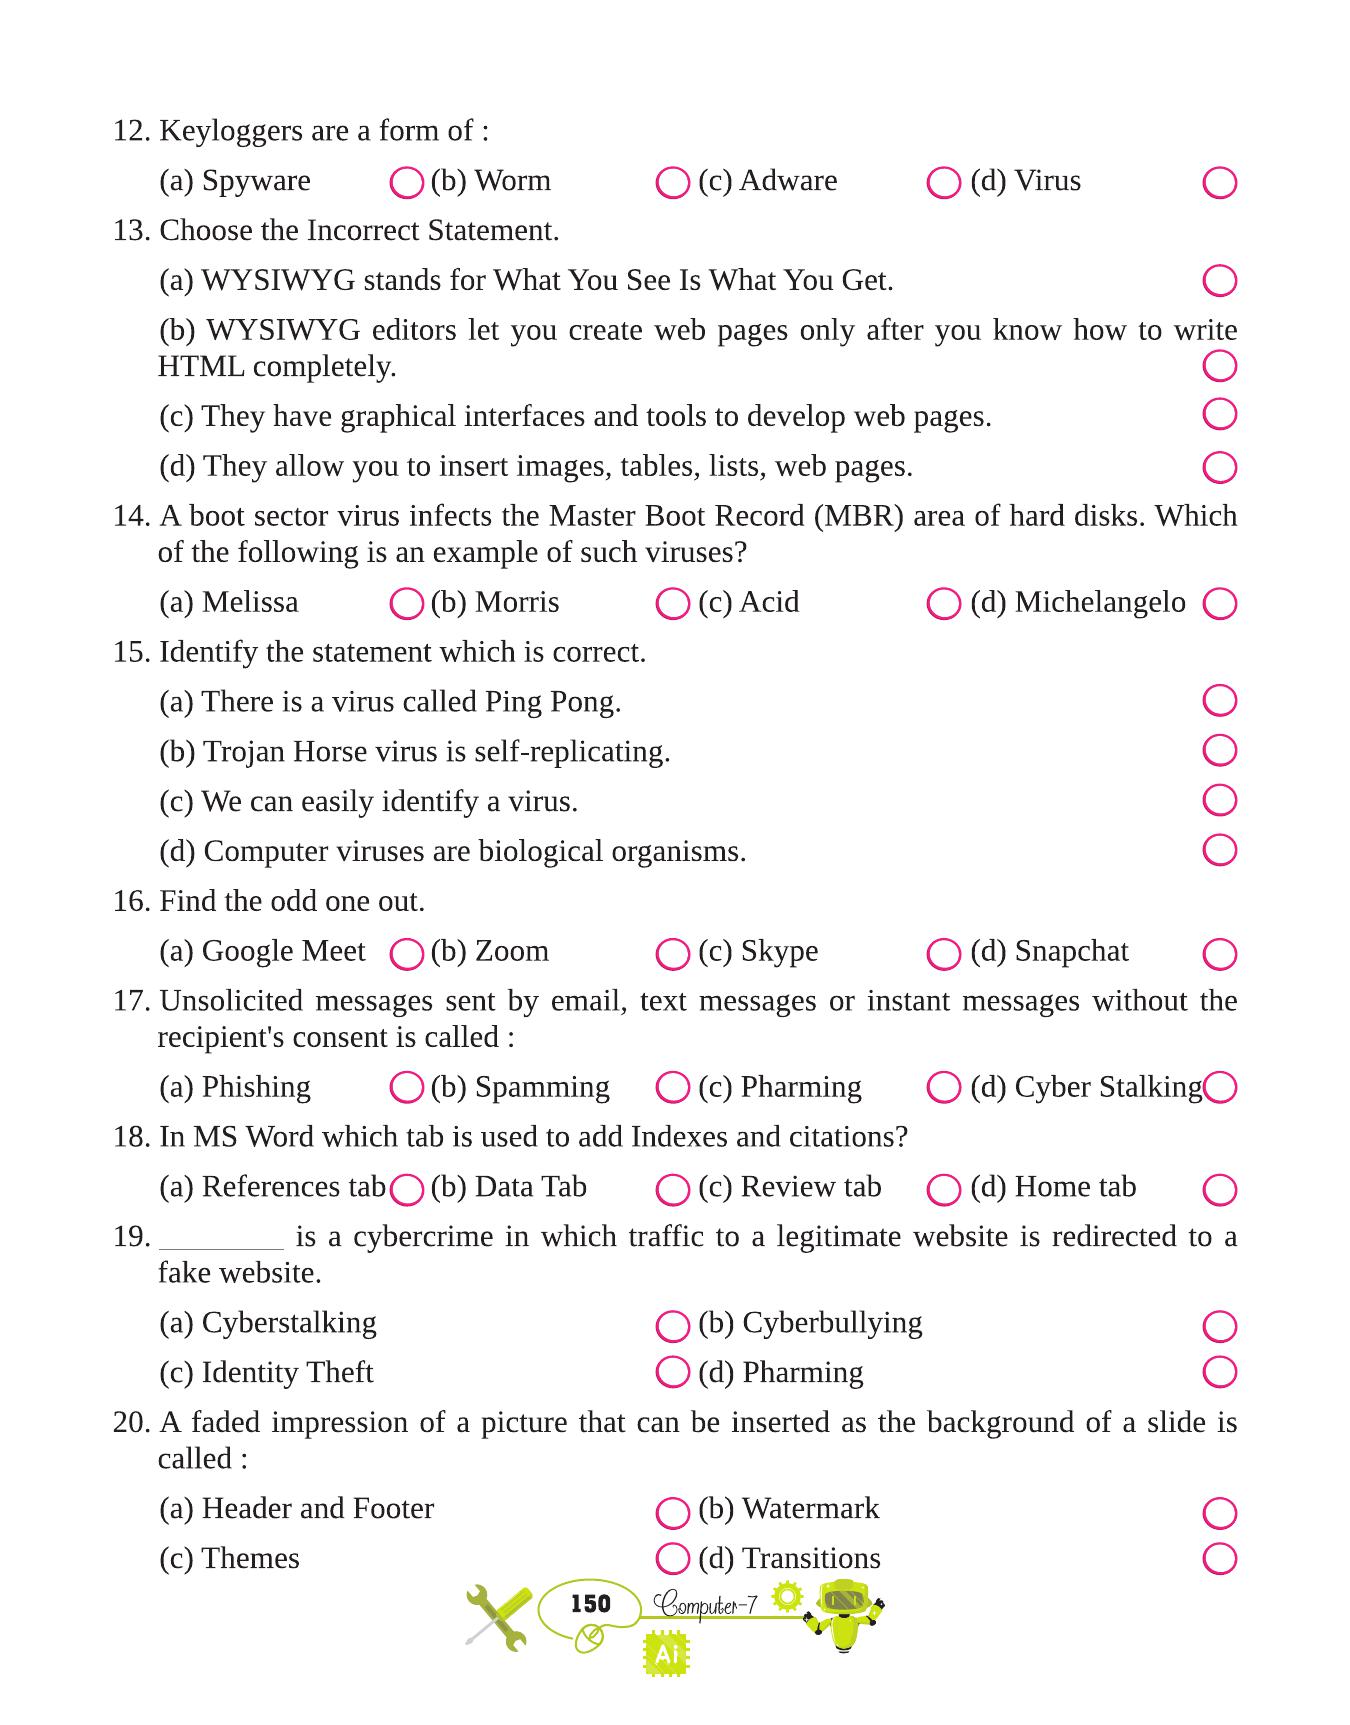 12. Keyloggers are a form of :
(a) Spyware (b) Worm (c) Adware (d) Virus
13. Choose the Incorrect Statement.
(a) WYSIWYG stands for What You See Is What You Get.
(b) WYSIWYG editors let you create web pages only after you know how to write
HTML completely.
(c) They have graphical interfaces and tools to develop web pages.
(d) They allow you to insert images, tables, lists, web pages.
14. A boot sector virus infects the Master Boot Record (MBR) area of hard disks. Which
of the following is an example of such viruses?
(a) Melissa (b) Morris (c) Acid (d) Michelangelo
15. Identify the statement which is correct.
(a) There is a virus called Ping Pong.
(b) Trojan Horse virus is self-replicating.
(c) We can easily identify a virus.
(d) Computer viruses are biological organisms.
16. Find the odd one out.
(a) Google Meet (b) Zoom (c) Skype (d) Snapchat
17. Unsolicited messages sent by email, text messages or instant messages without the
recipient's consent is called :
(a) Phishing (b) Spamming (c) Pharming (d) Cyber Stalking
18. In MS Word which tab is used to add Indexes and citations?
(a) References tab (b) Data Tab (c) Review tab (d) Home tab
19. ________ is a cybercrime in which traffic to a legitimate website is redirected to a
fake website.
(a) Cyberstalking (b) Cyberbullying
(c) Identity Theft (d) Pharming
20. A faded impression of a picture that can be inserted as the background of a slide is
called :
(a) Header and Footer (b) Watermark
(c) Themes (d) Transitions
150 Computer-7
Ai